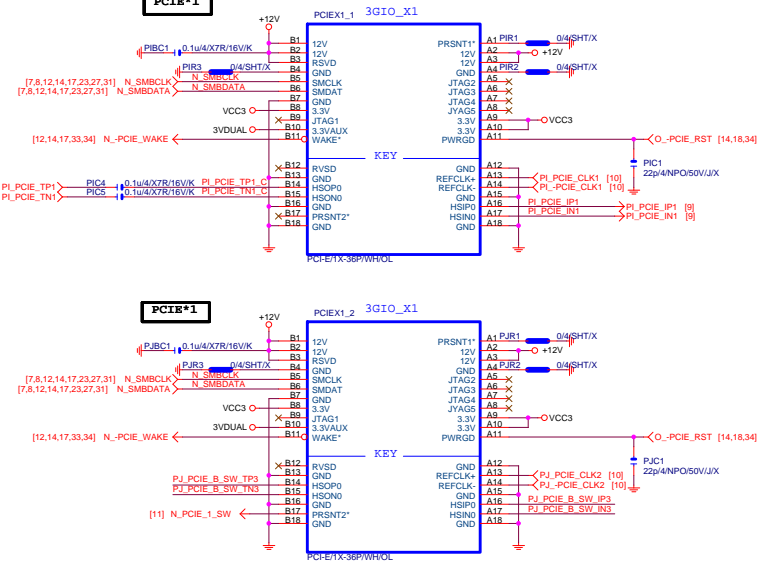 PCIE*1
+12V
PCIEX1_1 3GIO_X1
PIBC1 0.1u/4/X7R/16V/K
PIR3 0/4/SHT/X
[7,8,12,14,17,23,27,31] N_SMBCLK N_SMBCLK
[7,8,12,14,17,23,27,31] N_SMBDATA N_SMBDATA
VCC3
3VDUAL
[12,14,17,33,34] N_-PCIE_WAKE
PI_PCIE_TP1 PIC4 0.1u/4/X7R/16V/K PI_PCIE_TP1_C
PI_PCIE_TN1 PIC5 0.1u/4/X7R/16V/K PI_PCIE_TN1_C
B1 12V PRSNT1* A1 PIR1 0/4/SHT/X
B2 12V 12V A2 +12V
B3 RSVD 12V A3
B4 GND GND A4 PIR2 0/4/SHT/X
B5 SMCLK JTAG2 A5
B6 SMDAT JTAG3 A6
B7 GND JTAG4 A7
B8 3.3V JYAG5 A8
B9 JTAG1 3.3V A9 VCC3
B10 3.3VAUX 3.3V A10
B11 WAKE* PWRGD A11 O_-PCIE_RST [14,18,34]
KEY
PIC1
22p/4/NPO/50V/J/X
B12 RVSD GND A12
B13 GND REFCLK+ A13 PI_PCIE_CLK1 [10]
B14 HSOP0 REFCLK- A14 PI_-PCIE_CLK1 [10]
B15 HSON0 GND A15
B16 GND HSIP0 A16 PI_PCIE_IP1 PI_PCIE_IP1 [9]
B17 PRSNT2* HSIN0 A17 PI_PCIE_IN1 PI_PCIE_IN1 [9]
B18 GND GND A18
PCI-E/1X-36P/WH/OL
PCIE*1
+12V
PCIEX1_2 3GIO_X1
PJBC1 0.1u/4/X7R/16V/K
PJR3 0/4/SHT/X
[7,8,12,14,17,23,27,31] N_SMBCLK N_SMBCLK
[7,8,12,14,17,23,27,31] N_SMBDATA N_SMBDATA
VCC3
3VDUAL
[12,14,17,33,34] N_-PCIE_WAKE
PJ_PCIE_B_SW_TP3
PJ_PCIE_B_SW_TN3
[11] N_PCIE_1_SW
B1 12V PRSNT1* A1 PJR1 0/4/SHT/X
B2 12V 12V A2 +12V
B3 RSVD 12V A3
B4 GND GND A4 PJR2 0/4/SHT/X
B5 SMCLK JTAG2 A5
B6 SMDAT JTAG3 A6
B7 GND JTAG4 A7
B8 3.3V JYAG5 A8
B9 JTAG1 3.3V A9 VCC3
B10 3.3VAUX 3.3V A10
B11 WAKE* PWRGD A11 O_-PCIE_RST [14,18,34]
KEY
PJC1
22p/4/NPO/50V/J/X
B12 RVSD GND A12
B13 GND REFCLK+ A13 PJ_PCIE_CLK2 [10]
B14 HSOP0 REFCLK- A14 PJ_-PCIE_CLK2 [10]
B15 HSON0 GND A15
B16 GND HSIP0 A16 PJ_PCIE_B_SW_IP3
B17 PRSNT2* HSIN0 A17 PJ_PCIE_B_SW_IN3
B18 GND GND A18
PCI-E/1X-36P/WH/OL